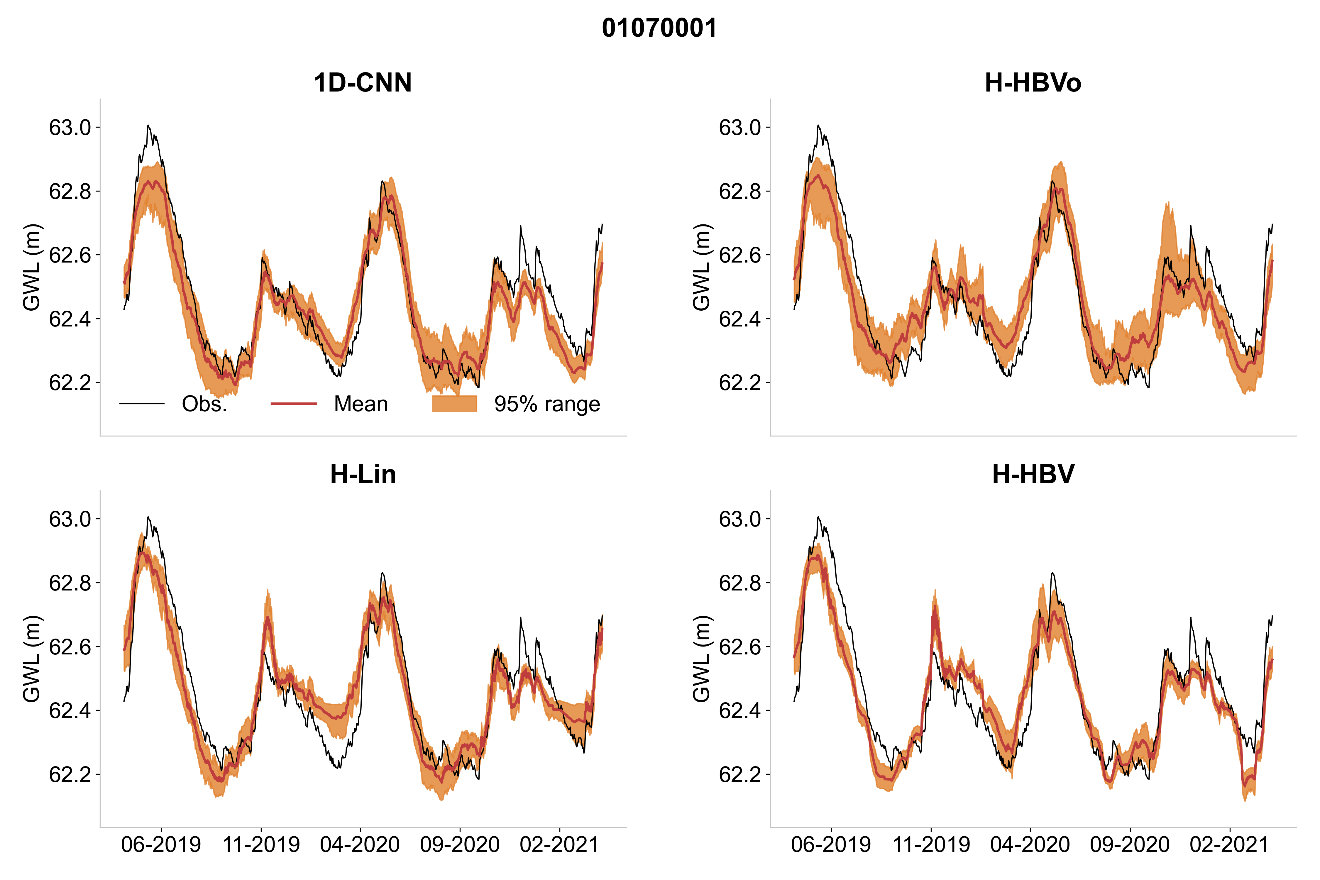 01070001
1D-CNN
GWL (m)
63.0
62.8
62.6
62.4
62.2
Obs.
Mean
95% range
H-HBVo
GWL (m)
63.0
62.8
62.6
62.4
62.2
H-Lin
GWL (m)
63.0
62.8
62.6
62.4
62.2
06-2019
11-2019
04-2020
09-2020
02-2021
H-HBV
GWL (m)
63.0
62.8
62.6
62.4
62.2
06-2019
11-2019
04-2020
09-2020
02-2021